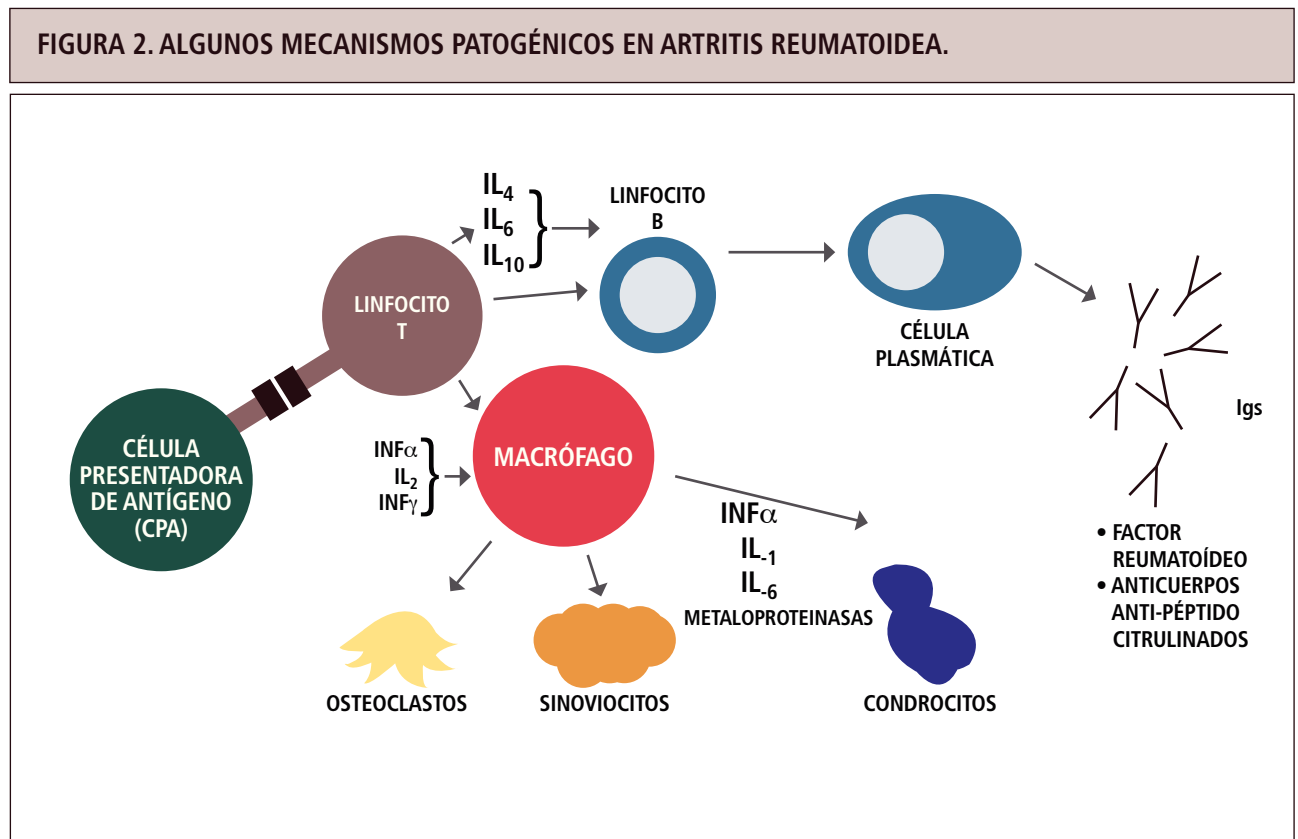 FIGURA 2. ALGUNOS MECANISMOS PATOGÉNICOS EN ARTRITIS REUMATOIDEA.
IL4
IL6
IL10
LINFOCITO
B
LINFOCITO
T
CÉLULA
PLASMÁTICA
Igs
CÉLULA
PRESENTADORA
DE ANTÍGENO
(CPA)
INFα
IL2
INFγ
MACRÓFAGO
INFα
IL-1
IL-6
METALOPROTEINASAS
• FACTOR
REUMATOÍDEO
• ANTICUERPOS
ANTI-PÉPTIDO
CITRULINADOS
OSTEOCLASTOS
SINOVIOCITOS
CONDROCITOS